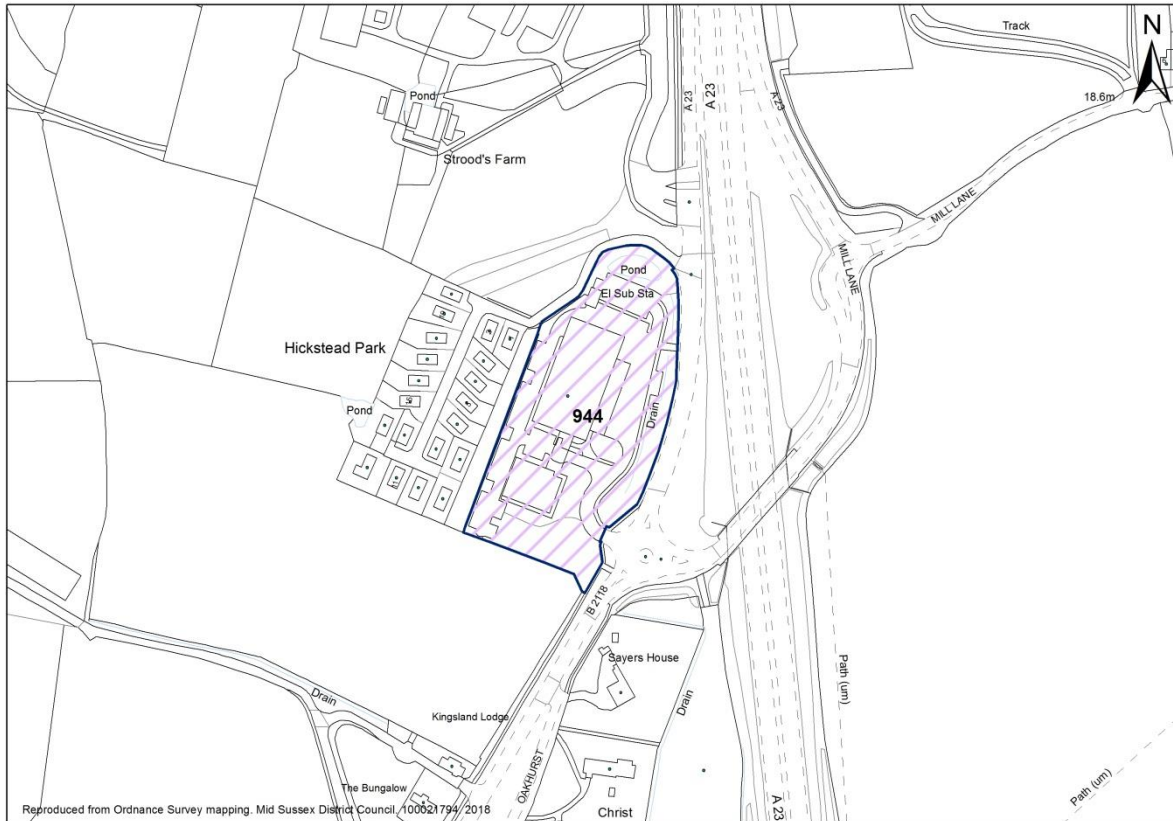 Track
N
18.6m
Pond
A 23
A 23
A 23
Strood's Farm
MILL LANE
MILL LANE
Pond
El Sub Sta
Hickstead Park
944
Drain
Pond
B 2118
Sayers House
Path (um)
Drain
Drain
Kingsland Lodge
OAKHURST
The Bungalow
Path (um)
A 23
Christ
Reproduced from Ordnance Survey mapping. Mid Sussex District Council. 100021794, 2018